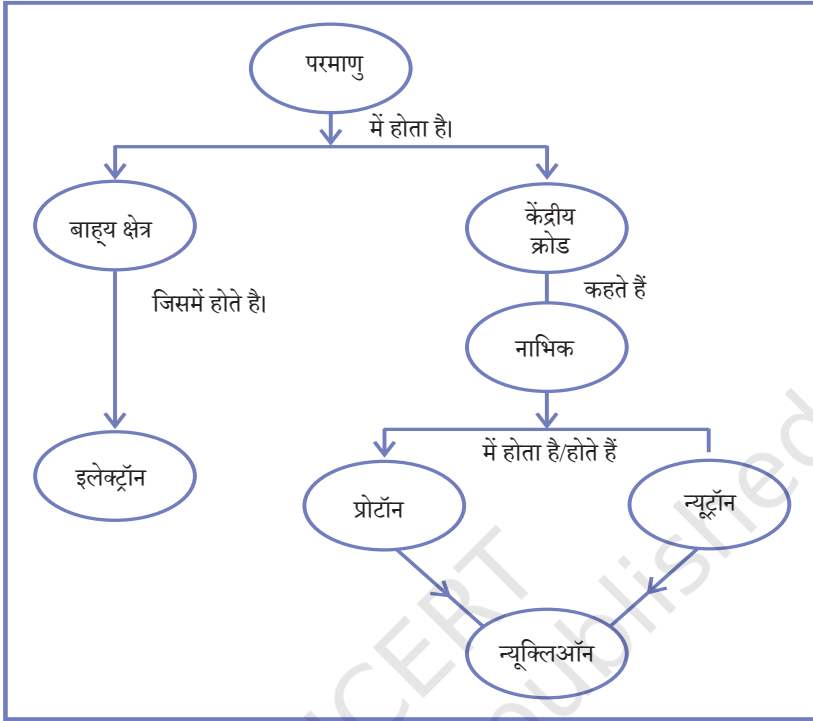 परमाणु
में होता है।
बाह्‌य क्षेत्र
केंद्रीय
क्रोड
जिसमें होते है।
कहते हैं
नाभिक
में होता है/होते हैं
इलेक्ट्रॉन
प्रोटॉन
न्यूट्रॉन
न्यूक्लिऑन